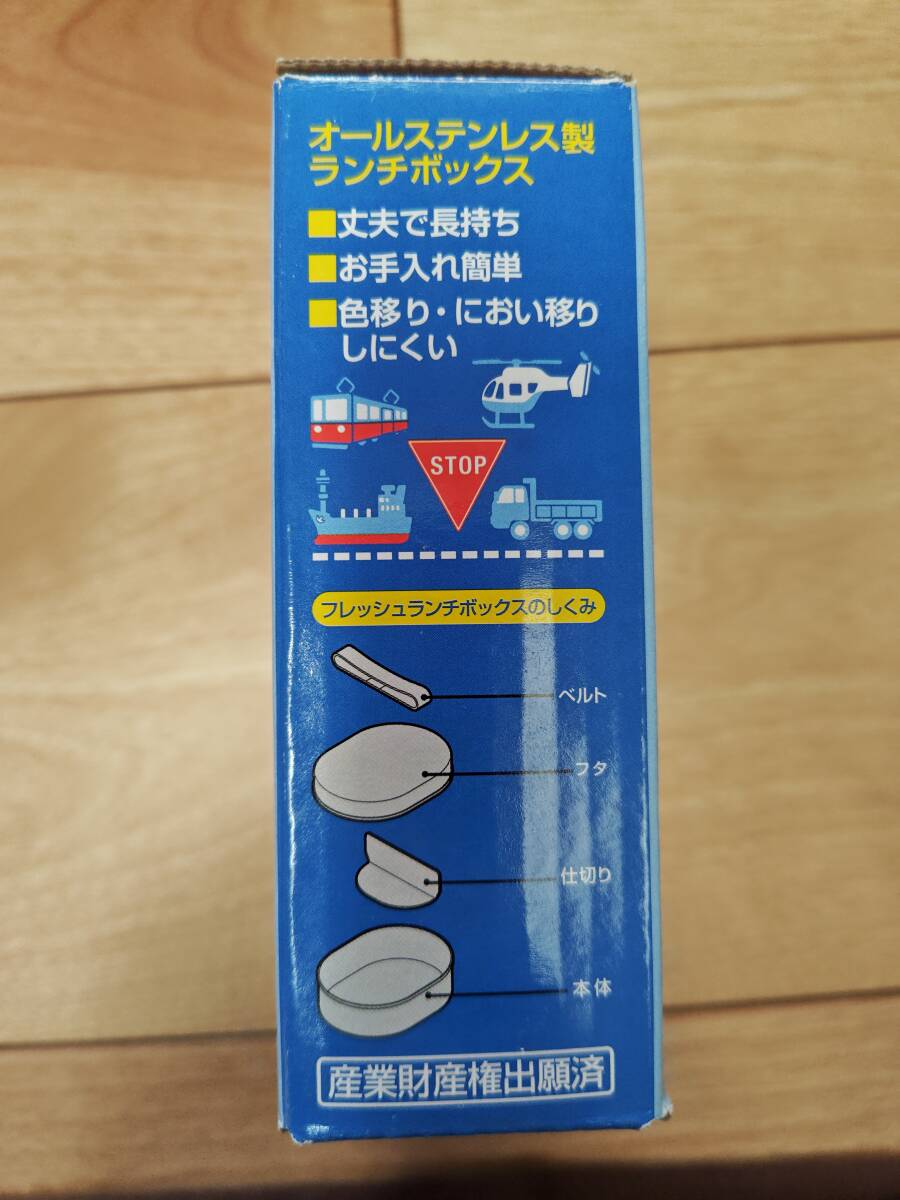 オールステンレス製
ランチボックス
■丈夫で長持ち
■お手入れ簡単
■色移り・におい移り
しにくい
STOP
フレッシュランチボックスのしくみ
ベルト
フタ
仕切り
本体
産業財産権出願済